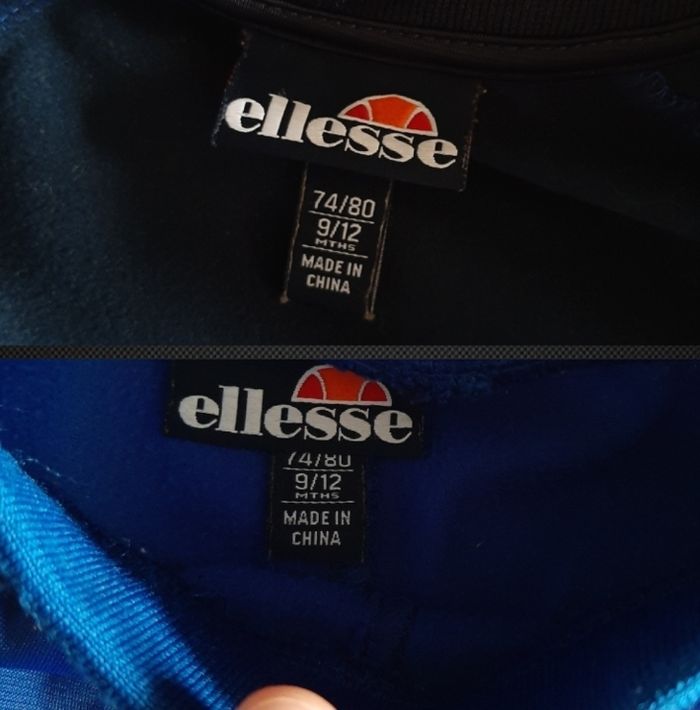 ellesse
74/80
9/12
MTHS
MADE IN
CHINA
ellesse
74/80
9/12
MTHS
MADE IN
CHINA